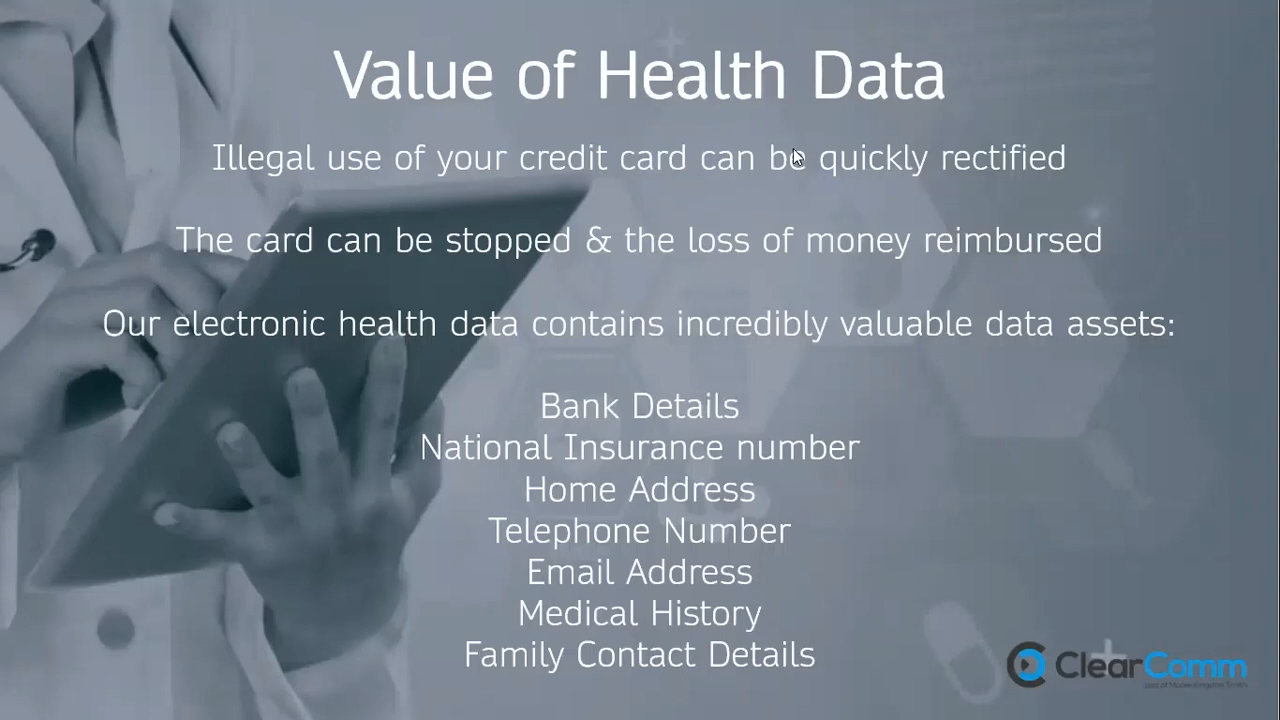 Value of Health Data
Illegal use of your credit card can be quickly rectified
The card can be stopped & the loss of money reimbursed
Our electronic health data contains incredibly valuable data assets:
Bank Details
National Insurance number
Home Address
Telephone Number
Email Address
Medical History
Family Contact Details
ClearComm